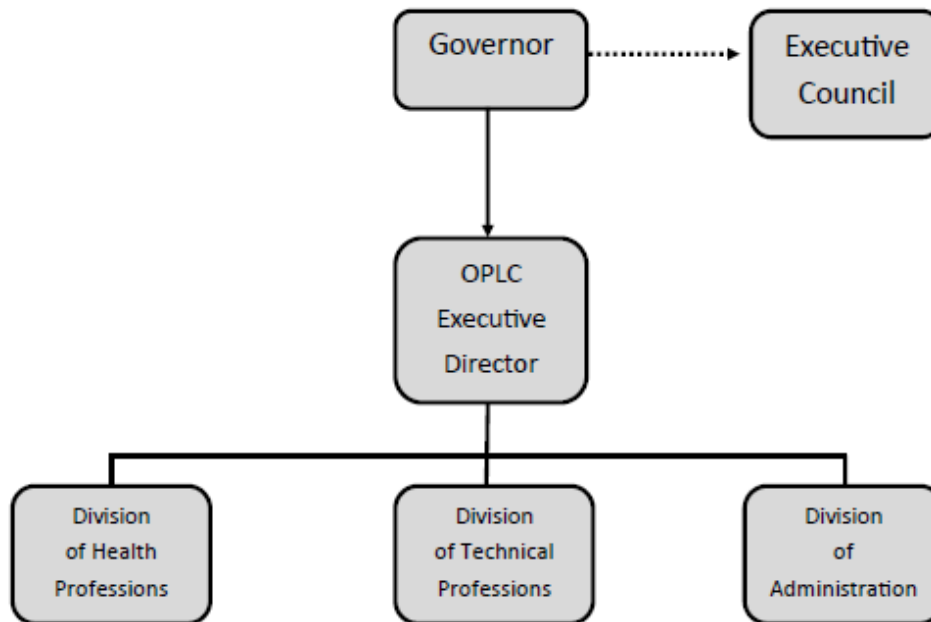 Governor
Executive
Council
OPLC
Executive
Director
Division
of Health
Professions
Division
of Technical
Professions
Division
of
Administration